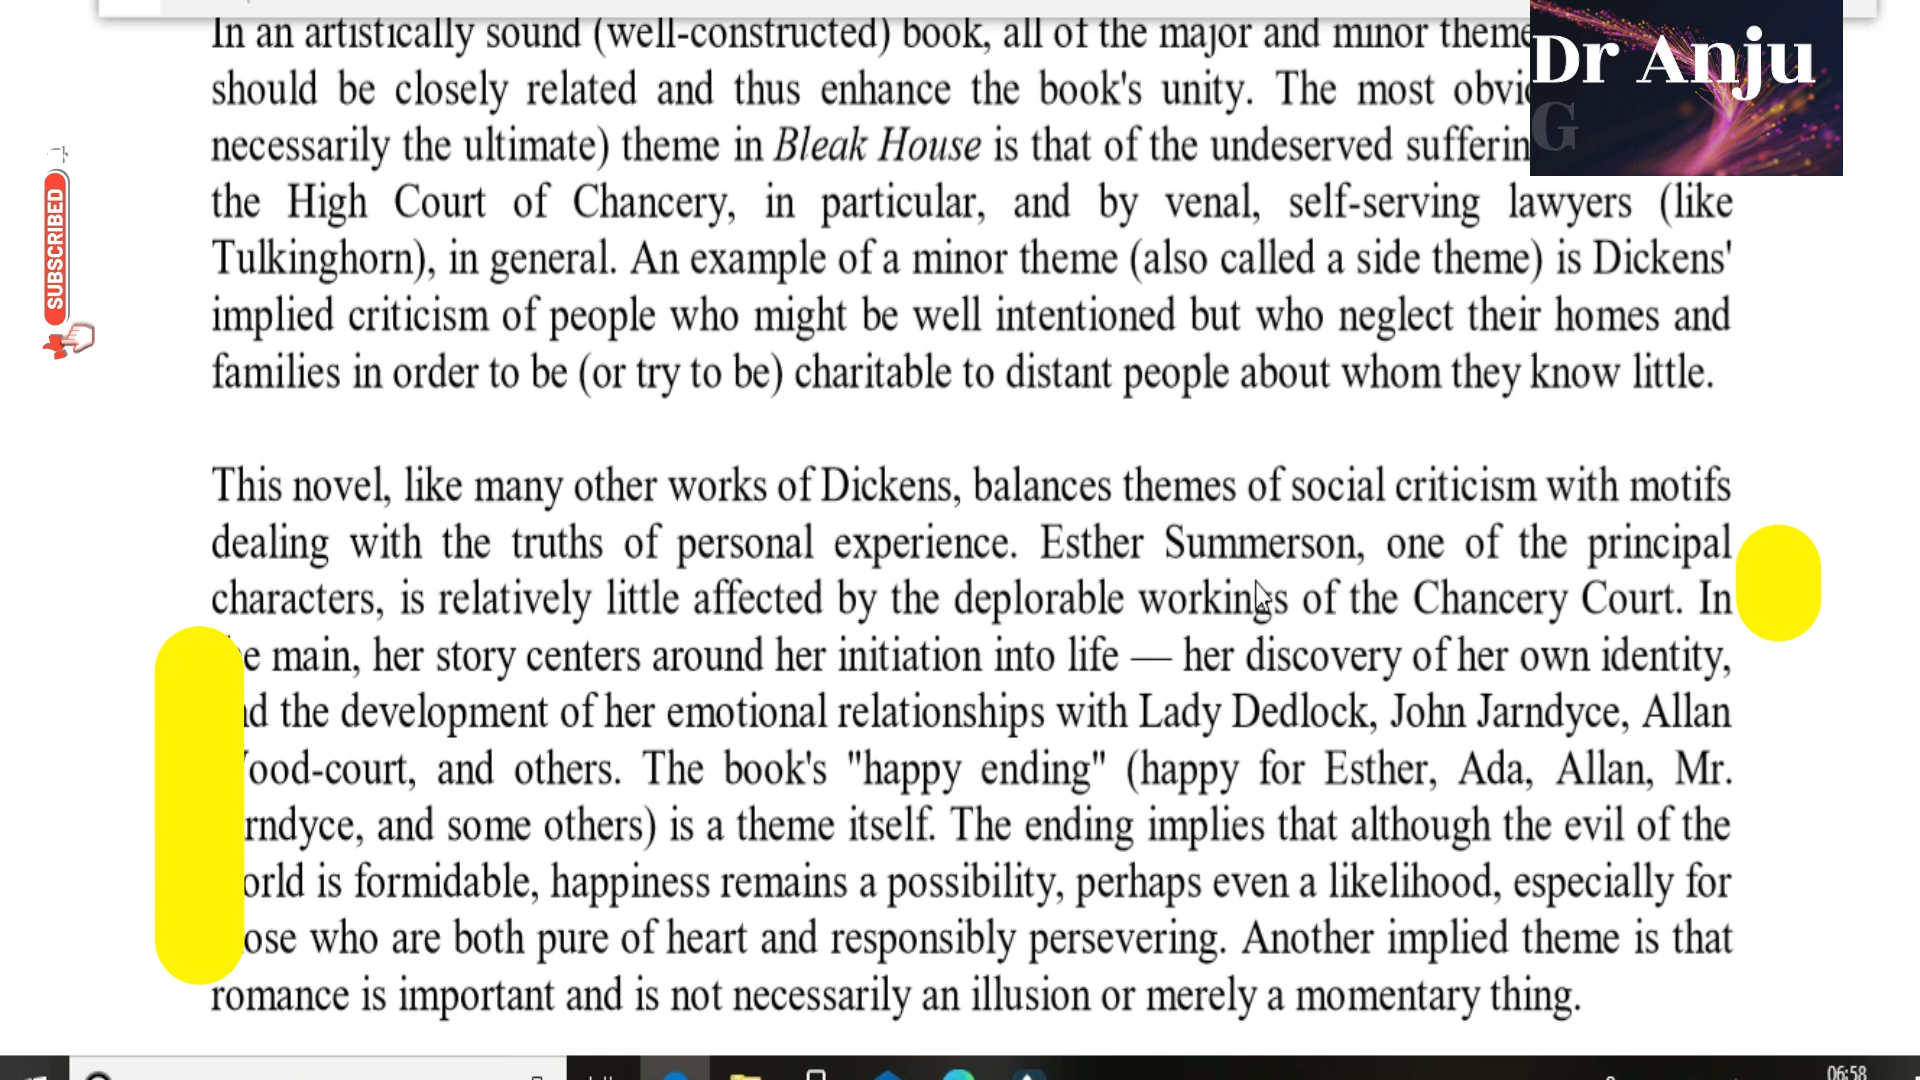 In an artistically sound (well-constructed) book, all of the major and minor
should be closely related and thus enhance the book's unity. The most
necessarily the ultimate) theme in Bleak House is that of the undeserved
the High Court of Chancery, in particular, and by venal, self-serving lawyers (like
Tulkinghorn), in general. An example of a minor theme (also called a side theme) is Dickens'
implied criticism of people who might be well intentioned but who neglect their homes and
families in order to be (or try to be) charitable to distant people about whom they know little.
This novel, like many other works of Dickens, balances themes of social criticism with motifs
dealing with the truths of personal experience. Esther Summerson, one of the principal
characters, is relatively little affected by the deplorable workings of the Chancery Court. In
main, her story centers around her initiation into life — her discovery of her own identity,
the development of her emotional relationships with Lady Dedlock, John Jarndyce, Allan
and others. The book's "happy ending" (happy for Esther, Ada, Allan, Mr.
and some others) is a theme itself. The ending implies that although the evil of the
is formidable, happiness remains a possibility, perhaps even a likelihood, especially for
who are both pure of heart and responsibly persevering. Another implied theme is that
romance is important and is not necessarily an illusion or merely a momentary thing.
Dr Anju
G
SUBSCRIBED
06:58